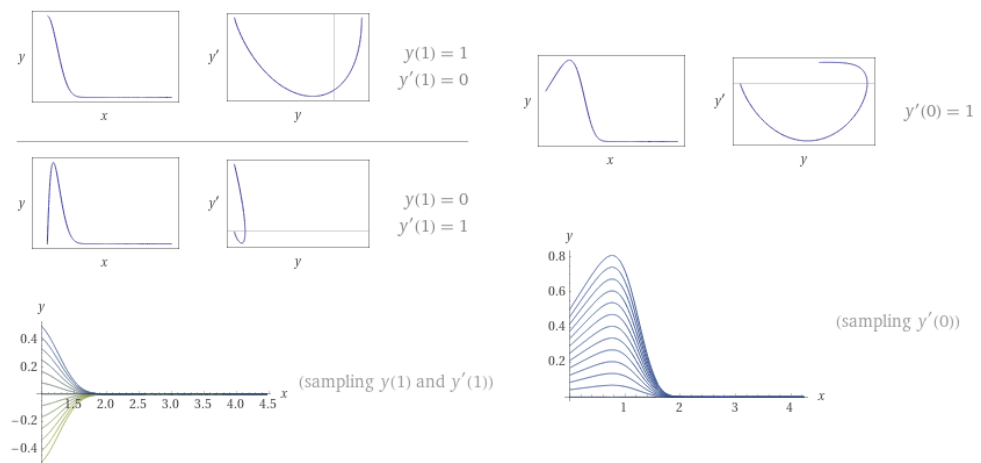 y
y′
y(1) = 1
y′(1) = 0
x
y
y
y′
y(1) = 0
y′(1) = 1
x
y
y
0.4
0.2
−0.2
−0.4
1.5 2.0 2.5 3.0 3.5 4.0 4.5 x
(sampling y(1) and y′(1))
y
y′
y′(0) = 1
x
y
y
0.8
0.6
0.4
0.2
1 2 3 4 x
(sampling y′(0))